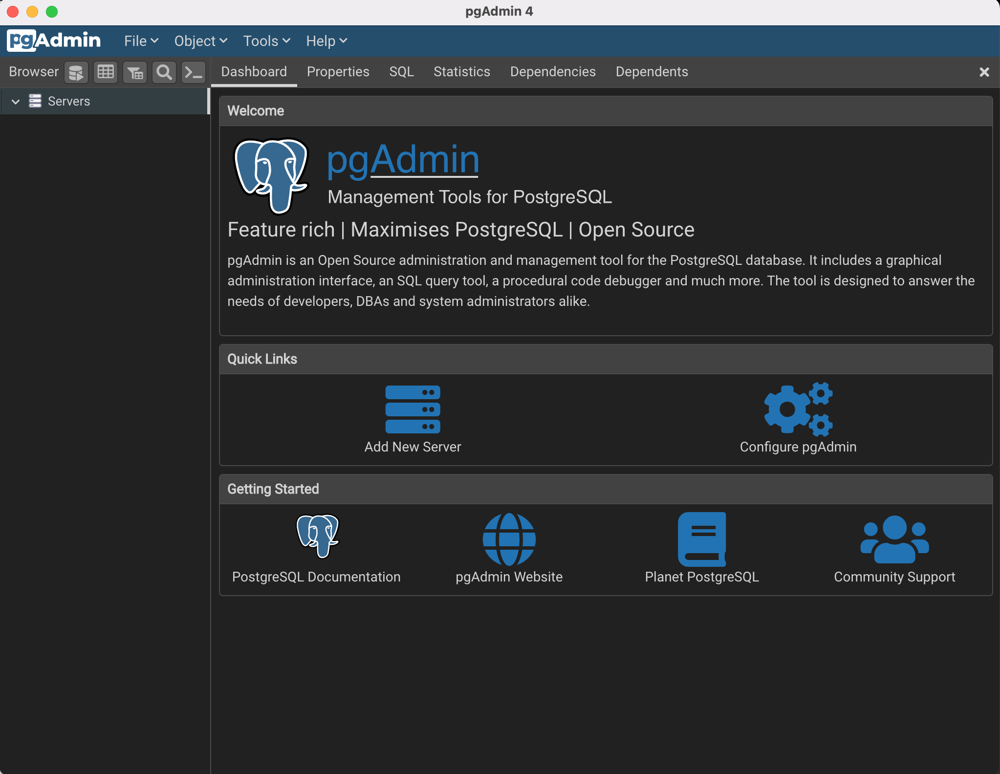 pgAdmin 4
pgAdmin File Object Tools Help
Browser Dashboard Properties SQL Statistics Dependencies Dependents
Servers
Welcome
pgAdmin
Management Tools for PostgreSQL
Feature rich | Maximises PostgreSQL | Open Source
pgAdmin is an Open Source administration and management tool for the PostgreSQL database. It includes a graphical
administration interface, an SQL query tool, a procedural code debugger and much more. The tool is designed to answer the
needs of developers, DBAs and system administrators alike.
Quick Links
Add New Server Configure pgAdmin
Getting Started
PostgreSQL Documentation pgAdmin Website Planet PostgreSQL Community Support